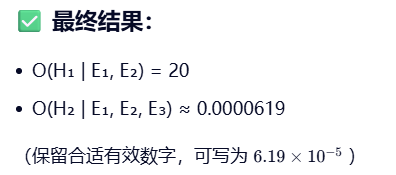 ✅ 最终结果：
• O(H₁ | E₁, E₂) = 20
• O(H₂ | E₁, E₂, E₃) ≈ 0.0000619
（保留合适有效数字，可写为 6.19 × 10⁻⁵ ）